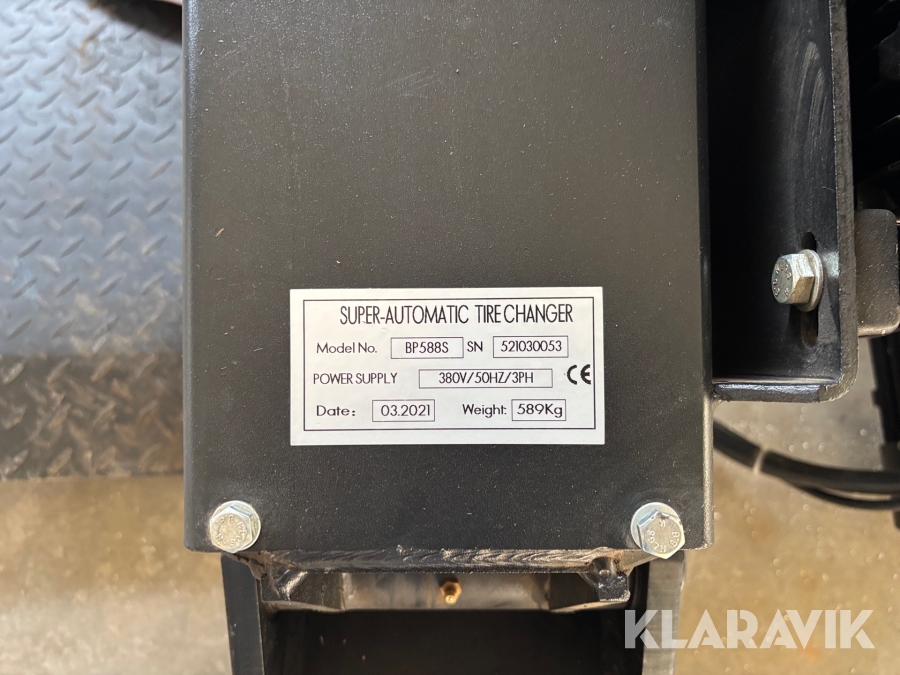 SUPER-AUTOMATIC TIRE CHANGER
Model No. BP588S SN 521030053
POWER SUPPLY 380V/50HZ/3PH CE
Date: 03.2021 Weight: 589Kg
KLARAVIK